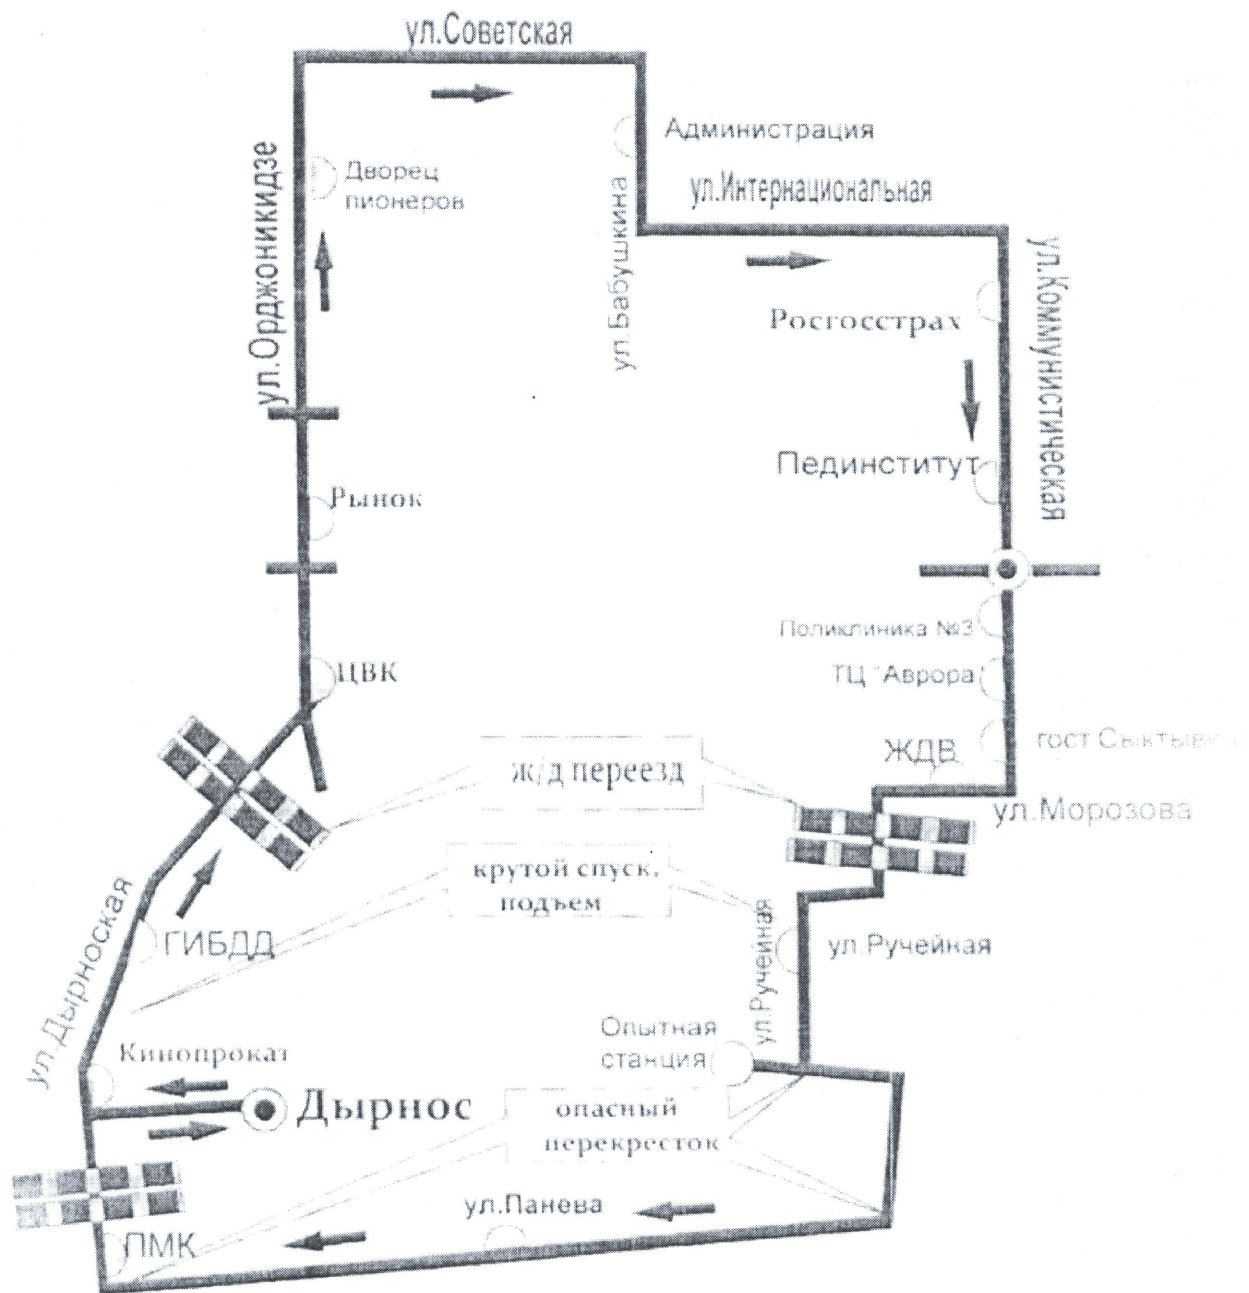 ул.Советская
Администрация
ул.Орджоникидзе
Дворец
пионеров
ул.Бабушкина
ул.Интернациональная
ул.Коммунистическая
Росгосстрах
Пединститут
Рынок
Поликлиника №3
ТЦ "Аврора
ЦВК
ЖДВ
гост Сыктывк
ж/д переезд
ул.Морозова
крутой спуск,
подъем
ул.Дырноская
ГИБДД
ул.Ручейная
ул.Ручейная
Опытная
станция
Кинопрокат
Дырнос
опасный
перекресток
ул.Панева
ПМК